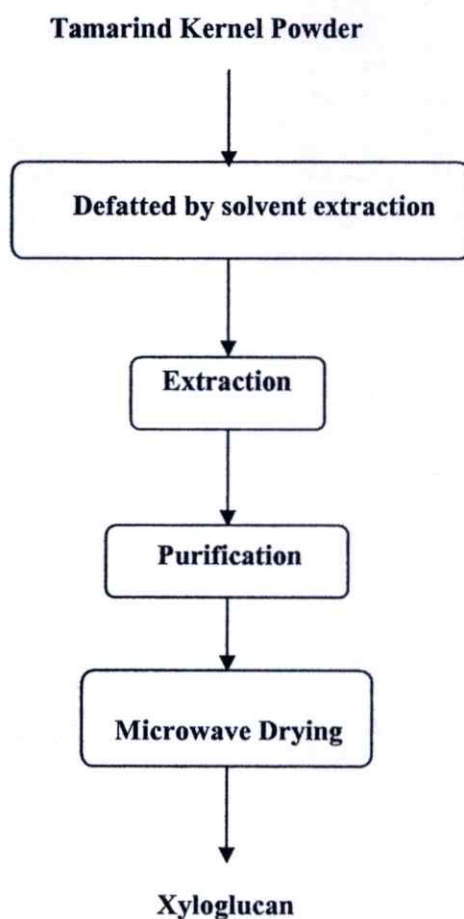 Tamarind Kernel Powder
Defatted by solvent extraction
Extraction
Purification
Microwave Drying
Xyloglucan